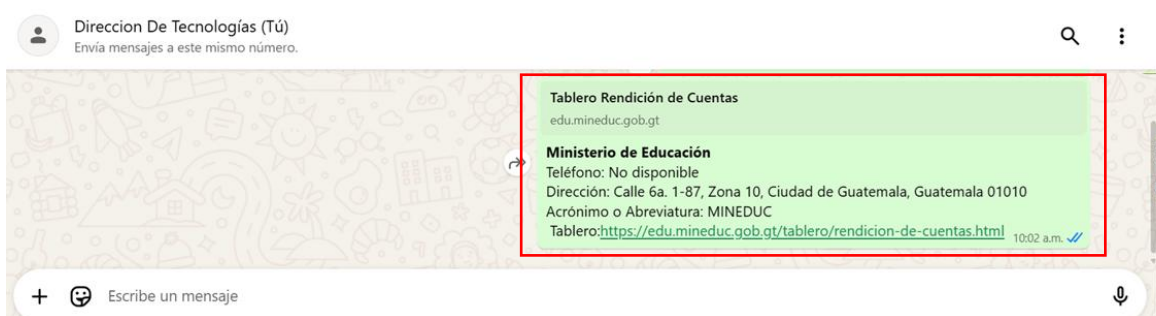 Direccion De Tecnologías (Tú)
Envía mensajes a este mismo número.
Tablero Rendición de Cuentas
edu.mineduc.gob.gt
Ministerio de Educación
Teléfono: No disponible
Dirección: Calle 6a. 1-87, Zona 10, Ciudad de Guatemala, Guatemala 01010
Acrónimo o Abreviatura: MINEDUC
Tablero:https://edu.mineduc.gob.gt/tablero/rendicion-de-cuentas.html 10:02 a.m.
Escribe un mensaje